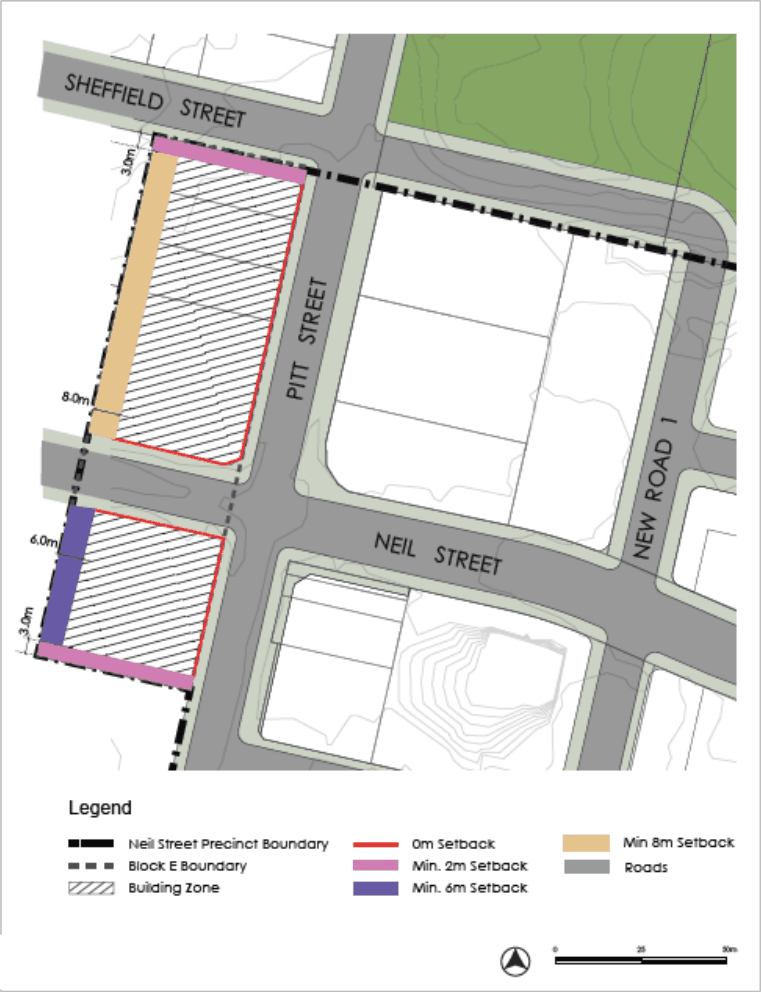 SHEFFIELD STREET
3.0m
PITT STREET
8.0m
NEW ROAD 1
6.0m
NEIL STREET
3.0m
Legend
Neil Street Precinct Boundary
Block E Boundary
Building Zone
0m Setback
Min. 2m Setback
Min. 6m Setback
Min 8m Setback
Roads
0 25 50m